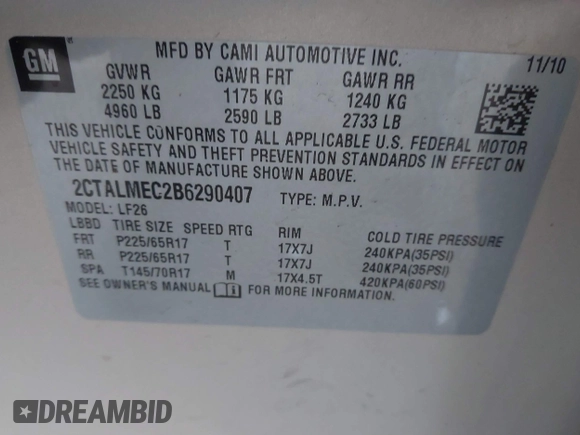 GM
MFD BY CAMI AUTOMOTIVE INC.
11/10
GVWR GAWR FRT GAWR RR
2250 KG 1175 KG 1240 KG
4960 LB 2590 LB 2733 LB
THIS VEHICLE CONFORMS TO ALL APPLICABLE U.S. FEDERAL MOTOR
VEHICLE SAFETY AND THEFT PREVENTION STANDARDS IN EFFECT ON
THE DATE OF MANUFACTURE SHOWN ABOVE.
2CTALMEC2B6290407 TYPE: M.P.V.
MODEL: LF26
LBBD TIRE SIZE SPEED RTG RIM COLD TIRE PRESSURE
FRT P225/65R17 T 17X7J 240KPA(35PSI)
RR P225/65R17 T 17X7J 240KPA(35PSI)
SPA T145/70R17 M 17X4.5T 420KPA(60PSI)
SEE OWNER'S MANUAL FOR MORE INFORMATION.
DREAMBID